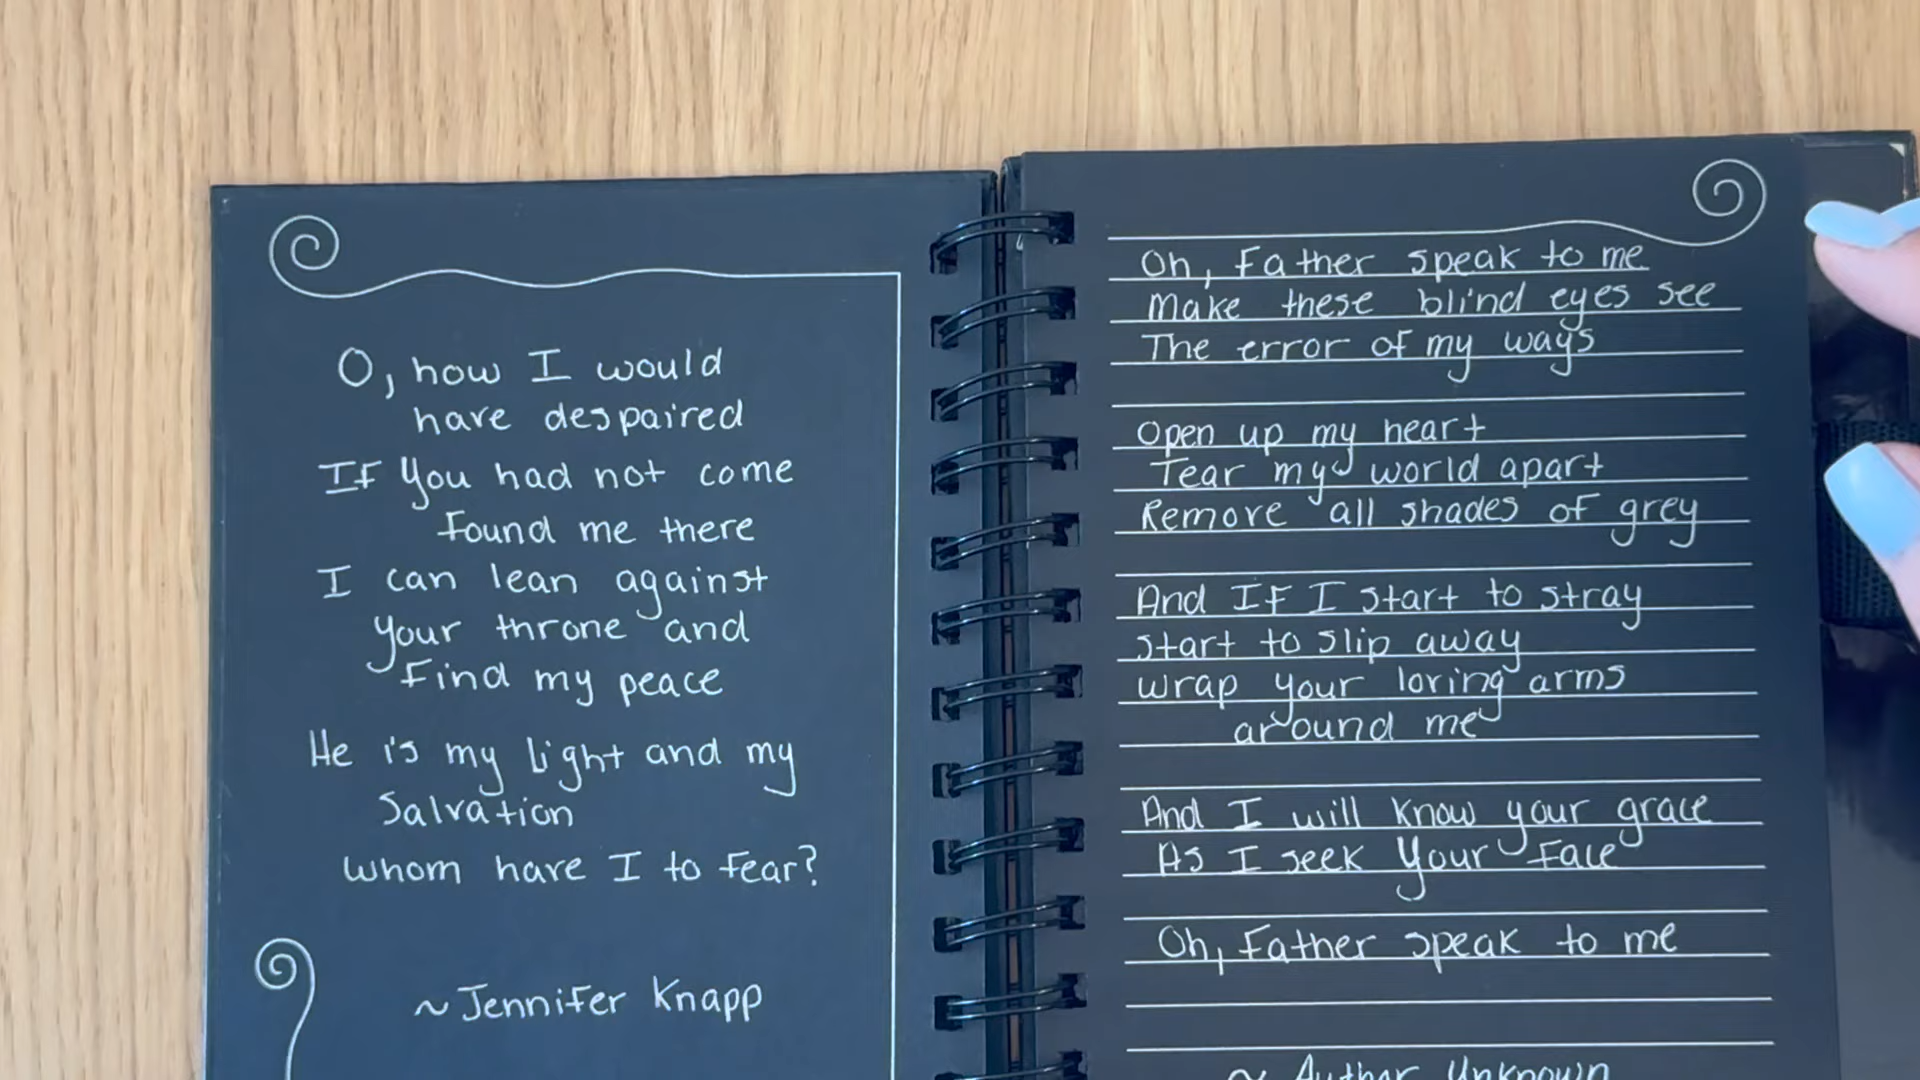 O, how I would
have despaired
If You had not come
found me there
I can lean against
your throne and
Find my peace
He is my light and my
Salvation
whom have I to fear?
~Jennifer Knapp
Oh, Father speak to me
Make these blind eyes see
The error of my ways
Open up my heart
Tear my world apart
Remove all shades of grey
And If I start to stray
start to slip away
wrap your loving arms
around me
And I will know your grace
As I seek Your face
Oh, Father speak to me
~ Author Unknown